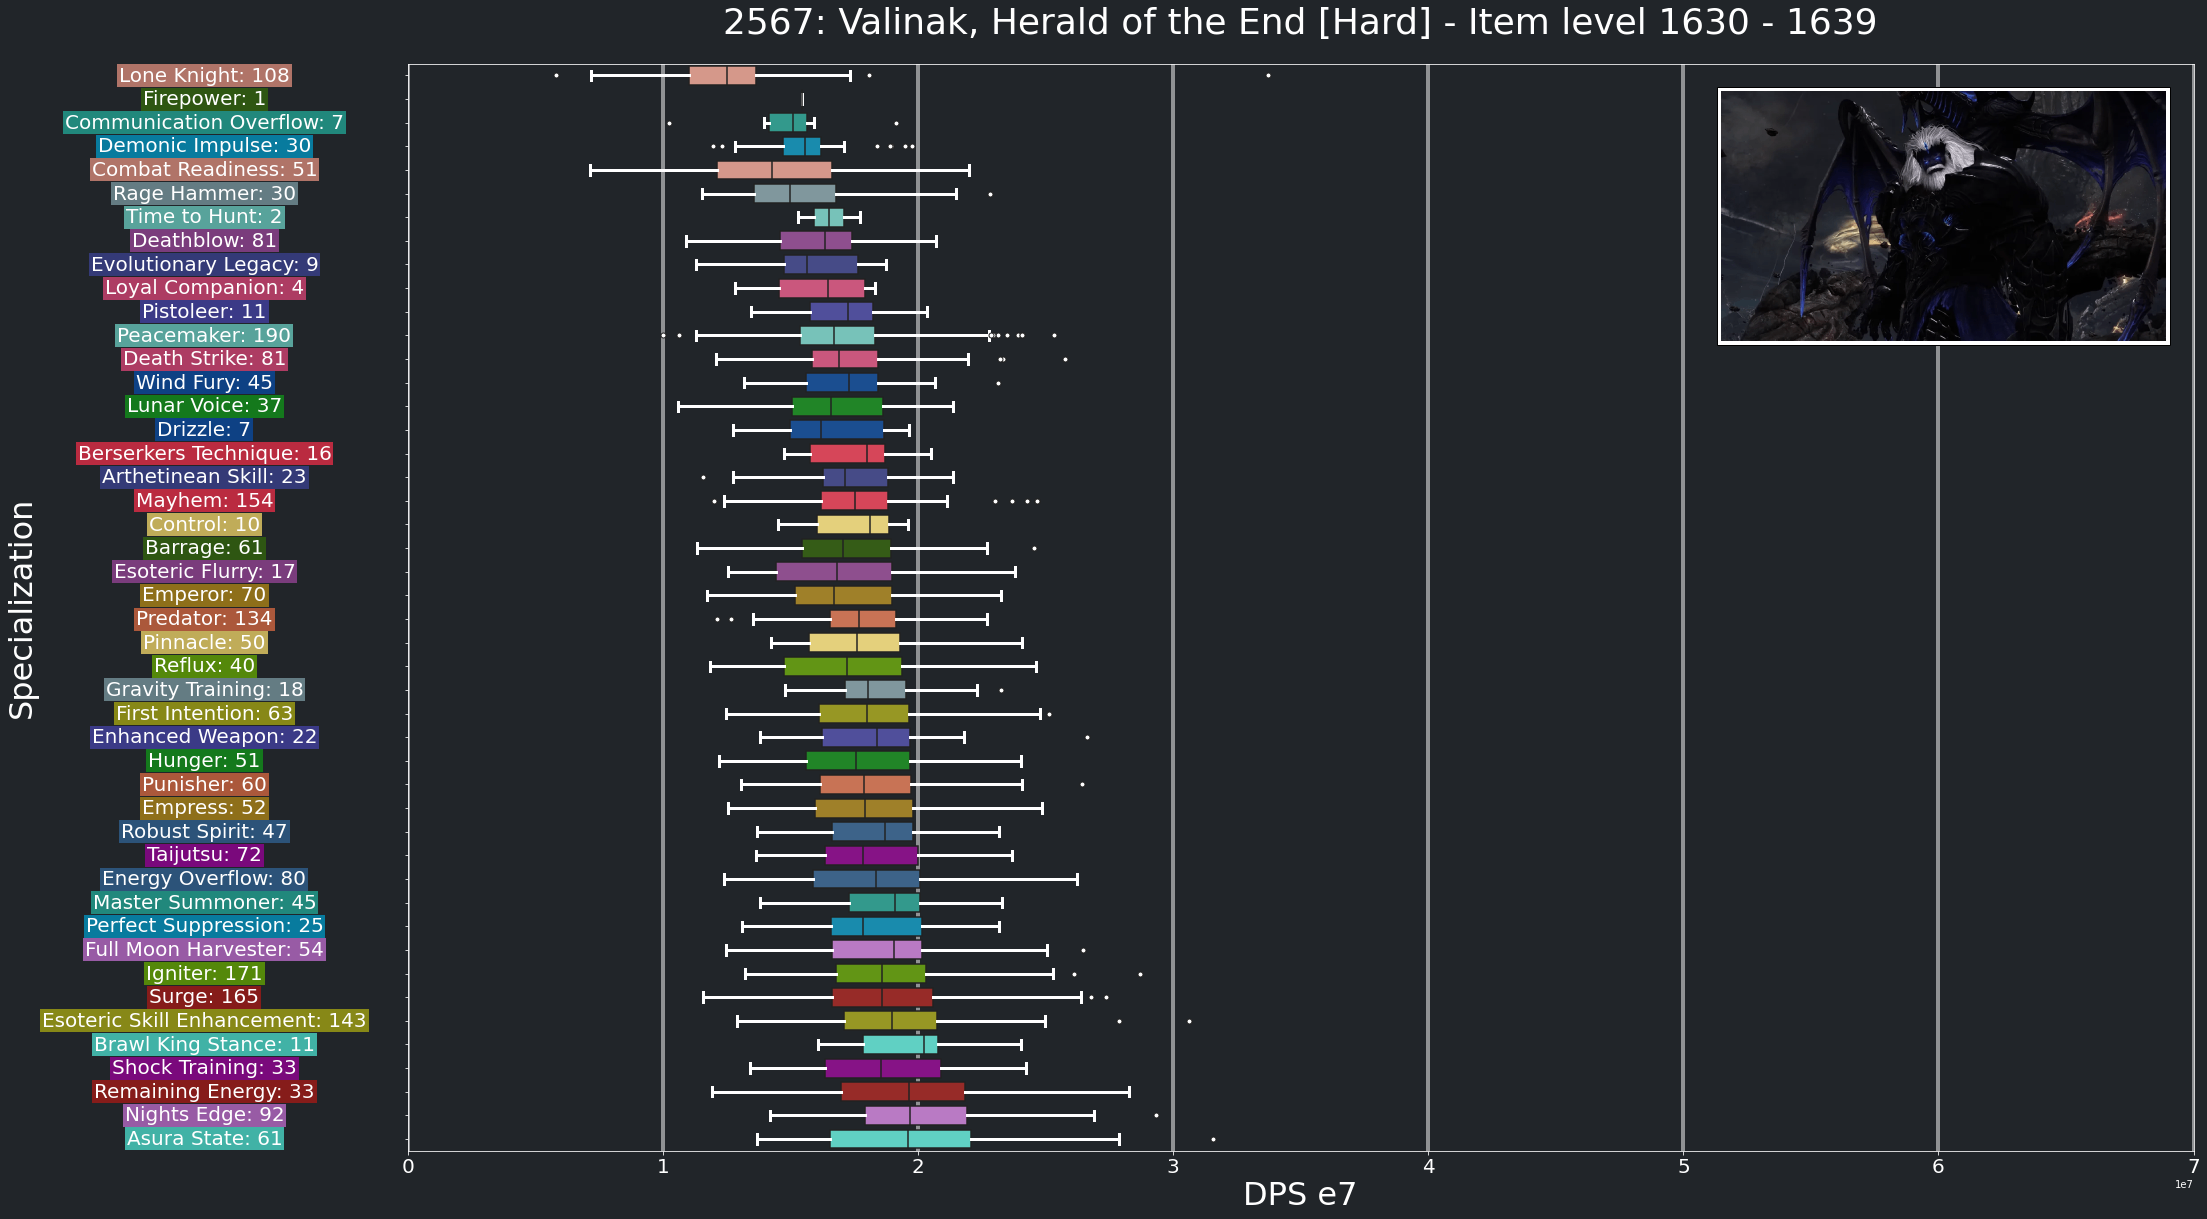 2567: Valinak, Herald of the End [Hard] - Item level 1630 - 1639
Specialization
Lone Knight: 108
Firepower: 1
Communication Overflow: 7
Demonic Impulse: 30
Combat Readiness: 51
Rage Hammer: 30
Time to Hunt: 2
Deathblow: 81
Evolutionary Legacy: 9
Loyal Companion: 4
Pistoleer: 11
Peacemaker: 190
Death Strike: 81
Wind Fury: 45
Lunar Voice: 37
Drizzle: 7
Berserkers Technique: 16
Arthetinean Skill: 23
Mayhem: 154
Control: 10
Barrage: 61
Esoteric Flurry: 17
Emperor: 70
Predator: 134
Pinnacle: 50
Reflux: 40
Gravity Training: 18
First Intention: 63
Enhanced Weapon: 22
Hunger: 51
Punisher: 60
Empress: 52
Robust Spirit: 47
Taijutsu: 72
Energy Overflow: 80
Master Summoner: 45
Perfect Suppression: 25
Full Moon Harvester: 54
Igniter: 171
Surge: 165
Esoteric Skill Enhancement: 143
Brawl King Stance: 11
Shock Training: 33
Remaining Energy: 33
Nights Edge: 92
Asura State: 61
0 1 2 3 4 5 6 7
DPS e7
1e7